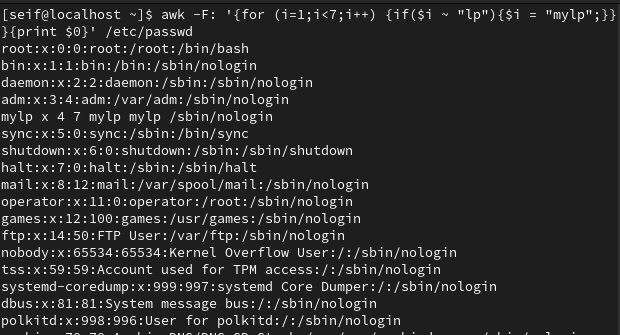 [seif@localhost ~]$ awk -F: '{for (i=1;i<7;i++) {if($i ~ "lp"){$i = "mylp";}}
}{print $0}' /etc/passwd
root:x:0:0:root:/root:/bin/bash
bin:x:1:1:bin:/bin:/sbin/nologin
daemon:x:2:2:daemon:/sbin:/sbin/nologin
adm:x:3:4:adm:/var/adm:/sbin/nologin
mylp x 4 7 mylp mylp /sbin/nologin
sync:x:5:0:sync:/sbin:/bin/sync
shutdown:x:6:0:shutdown:/sbin:/sbin/shutdown
halt:x:7:0:halt:/sbin:/sbin/halt
mail:x:8:12:mail:/var/spool/mail:/sbin/nologin
operator:x:11:0:operator:/root:/sbin/nologin
games:x:12:100:games:/usr/games:/sbin/nologin
ftp:x:14:50:FTP User:/var/ftp:/sbin/nologin
nobody:x:65534:65534:Kernel Overflow User:/:/sbin/nologin
tss:x:59:59:Account used for TPM access:/:/sbin/nologin
systemd-coredump:x:999:997:systemd Core Dumper:/:/sbin/nologin
dbus:x:81:81:System message bus:/:/sbin/nologin
polkitd:x:998:996:User for polkitd:/:/sbin/nologin